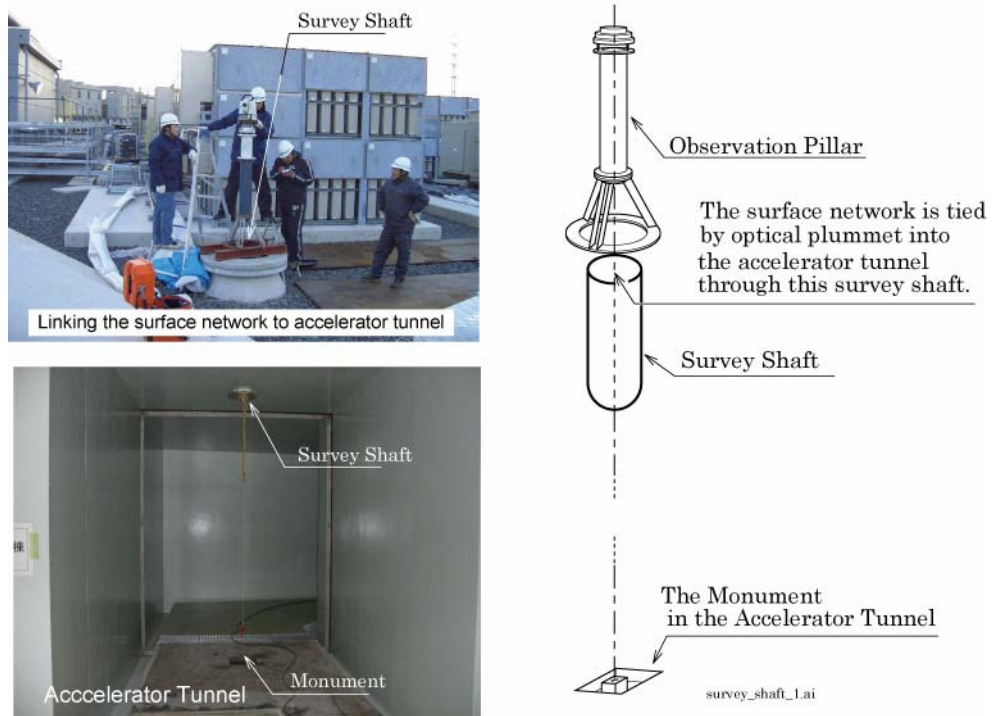 Survey Shaft
Linking the surface network to accelerator tunnel
Survey Shaft
Monument
Acccelerator Tunnel
棟
Observation Pillar
The surface network is tied
by optical plummet into
the accelerator tunnel
through this survey shaft.
Survey Shaft
The Monument
in the Accelerator Tunnel
survey_shaft_1.ai